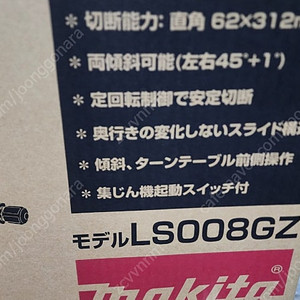 * 切断能力: 直角 62×312m
* 両傾斜可能(左右45°+1°)
* 定回転制御で安定切断
* 奥行きの変化しないスライド構
* 傾斜、ターンテーブル前側操作
* 集じん機起動スイッチ付
モデルLS008GZ
makita®